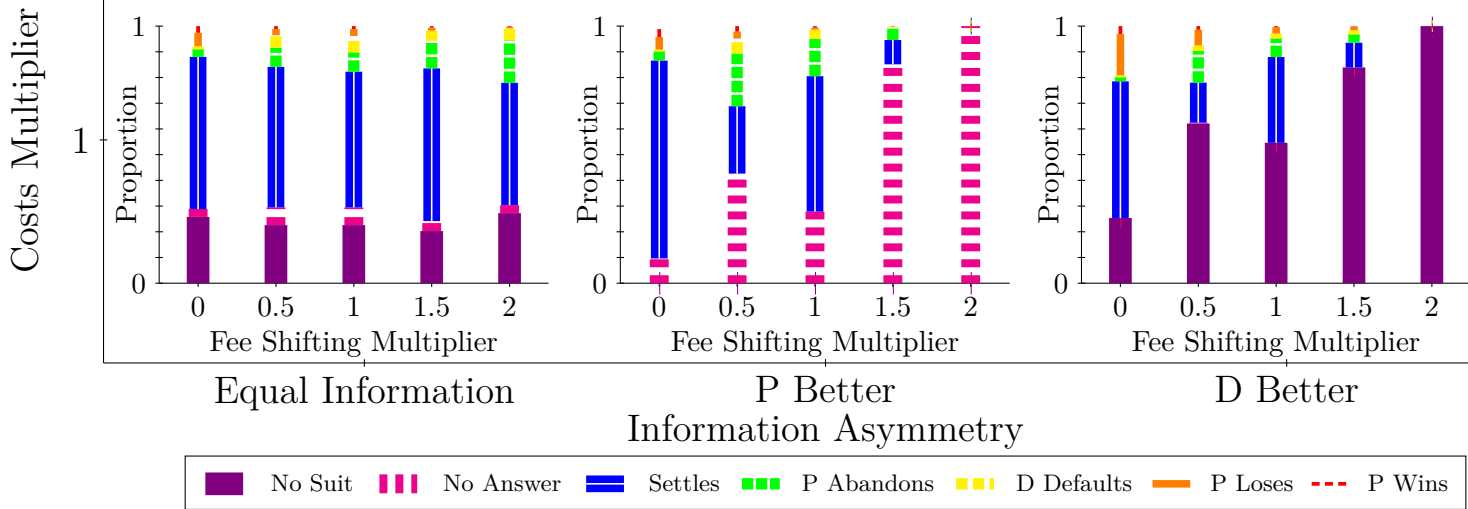 Costs Multiplier
1
Proportion
1
0
0 0.5 1 1.5 2
Fee Shifting Multiplier
Proportion
1
0
0 0.5 1 1.5 2
Fee Shifting Multiplier
Proportion
1
0
0 0.5 1 1.5 2
Fee Shifting Multiplier
Equal Information P Better D Better
Information Asymmetry
No Suit No Answer Settles P Abandons D Defaults P Loses P Wins